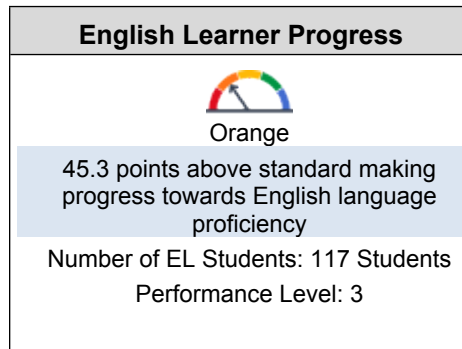 English Learner Progress
Orange
45.3 points above standard making
progress towards English language
proficiency
Number of EL Students: 117 Students
Performance Level: 3